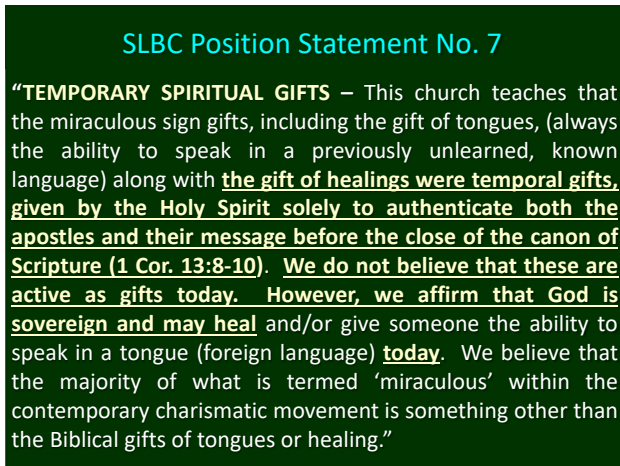 SLBC Position Statement No. 7
“TEMPORARY SPIRITUAL GIFTS – This church teaches that
the miraculous sign gifts, including the gift of tongues, (always
the ability to speak in a previously unlearned, known
language) along with the gift of healings were temporal gifts,
given by the Holy Spirit solely to authenticate both the
apostles and their message before the close of the canon of
Scripture (1 Cor. 13:8-10). We do not believe that these are
active as gifts today. However, we affirm that God is
sovereign and may heal and/or give someone the ability to
speak in a tongue (foreign language) today. We believe that
the majority of what is termed ‘miraculous’ within the
contemporary charismatic movement is something other than
the Biblical gifts of tongues or healing.”